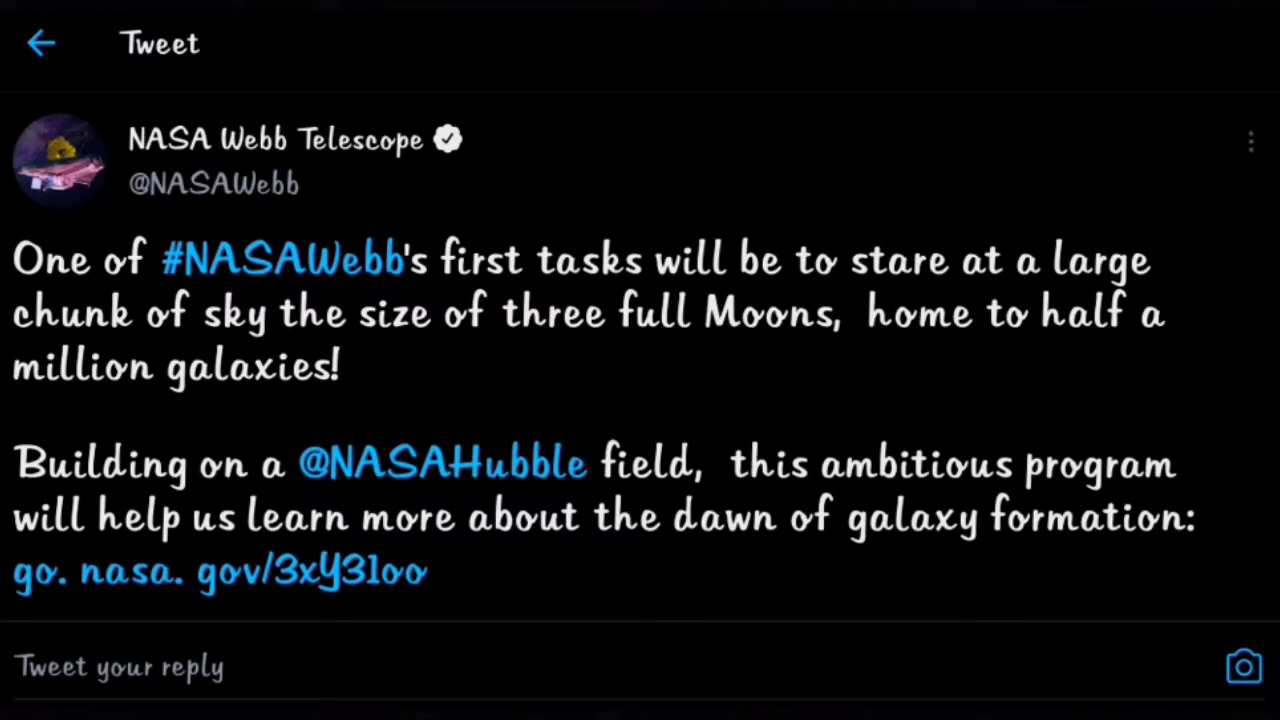 Tweet
NASA Webb Telescope
@NASAWebb
One of #NASAWebb's first tasks will be to stare at a large
chunk of sky the size of three full Moons, home to half a
million galaxies!
Building on a @NASAHubble field, this ambitious program
will help us learn more about the dawn of galaxy formation:
go. nasa. gov/3xY31oo
Tweet your reply